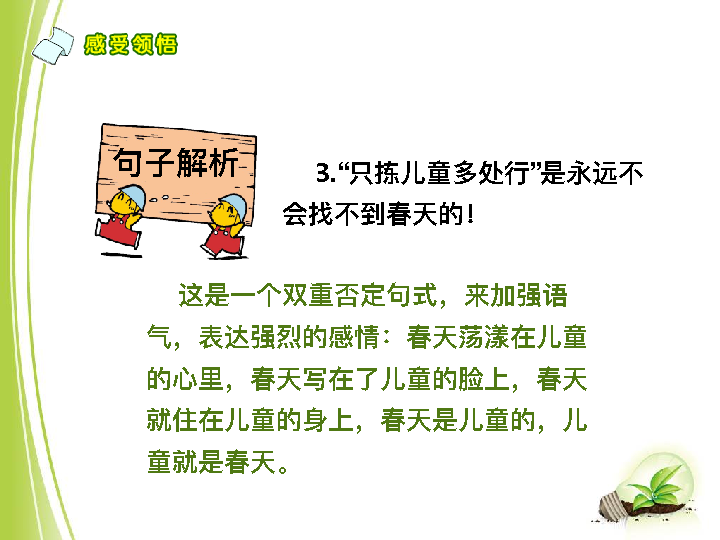 感受领悟
句子解析
3.“只拣儿童多处行”是永远不
会找不到春天的！
这是一个双重否定句式，来加强语
气，表达强烈的感情：春天荡漾在儿童
的心里，春天写在了儿童的脸上，春天
就住在儿童的身上，春天是儿童的，儿
童就是春天。